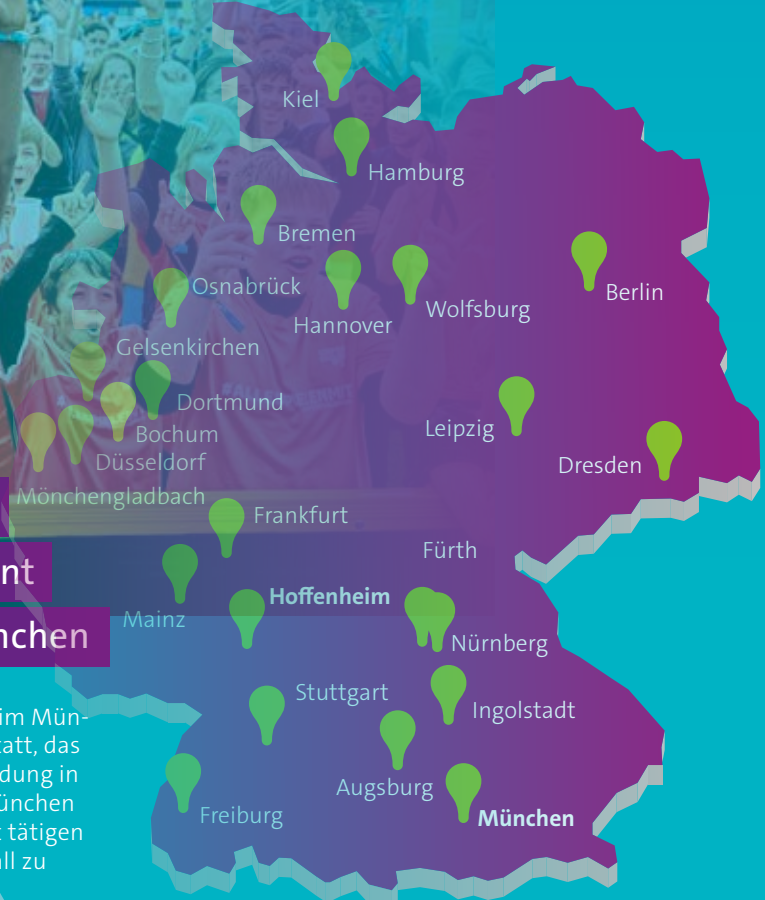 Kiel
Hamburg
Bremen
Osnabrück
Berlin
Wolfsburg
Hannover
Gelsenkirchen
Dortmund
Leipzig
Bochum
Düsseldorf
Dresden
Mönchengladbach
Frankfurt
Fürth
nt
Hoffenheim
Mainz
nchen
Nürnberg
Stuttgart
Ingolstadt
im Mün-
tatt, das
dung in
ünchen
t tätigen
all zu
Augsburg
Freiburg
München